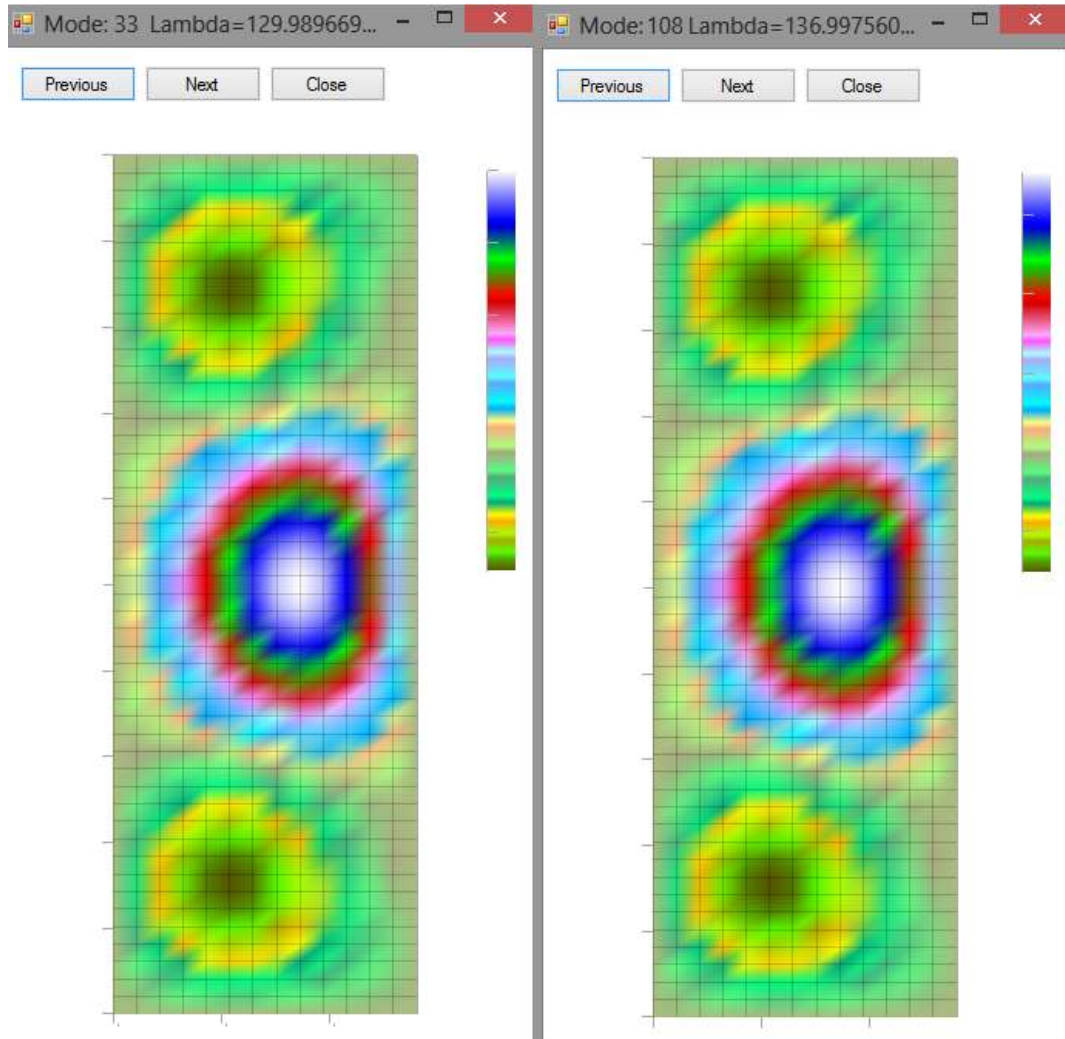 Mode: 33 Lambda=129.989669...
Previous Next Close
Mode: 108 Lambda=136.997560...
Previous Next Close